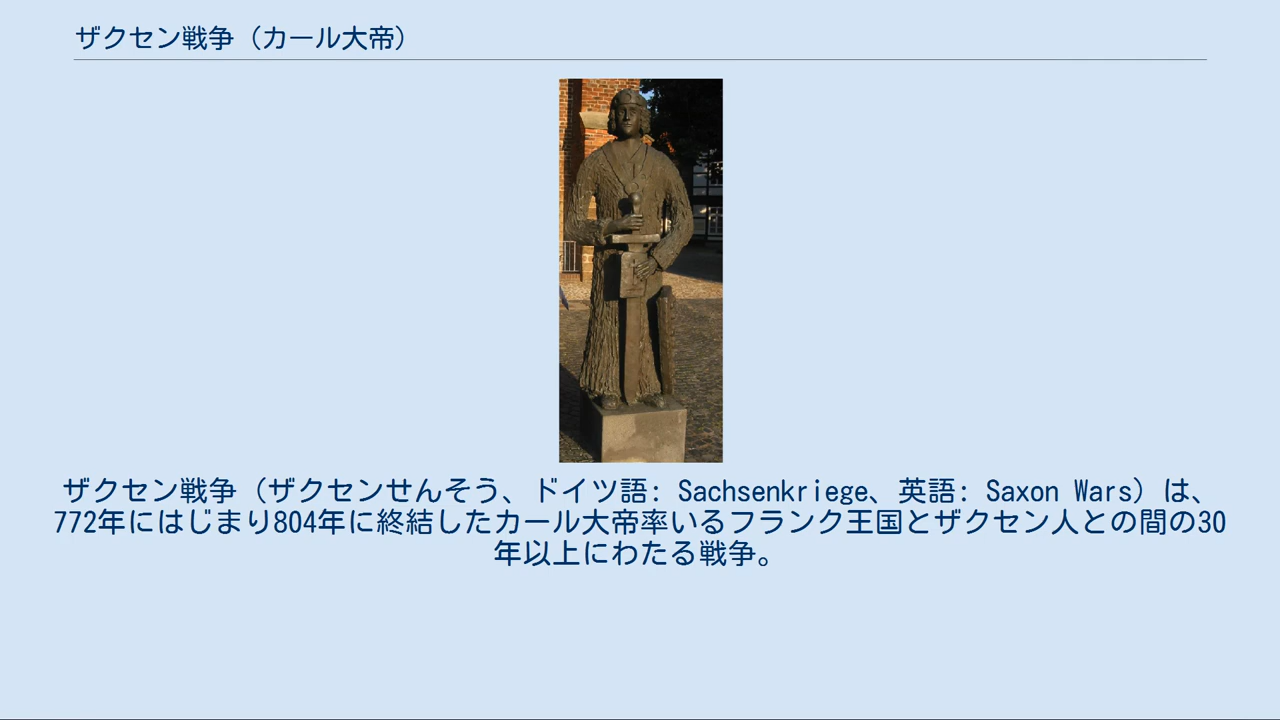 ザクセン戦争（カール大帝）
ザクセン戦争（ザクセンせんそう、ドイツ語: Sachsenkriege、英語: Saxon Wars）は、
772年にはじまり804年に終結したカール大帝率いるフランク王国とザクセン人との間の30
年以上にわたる戦争。